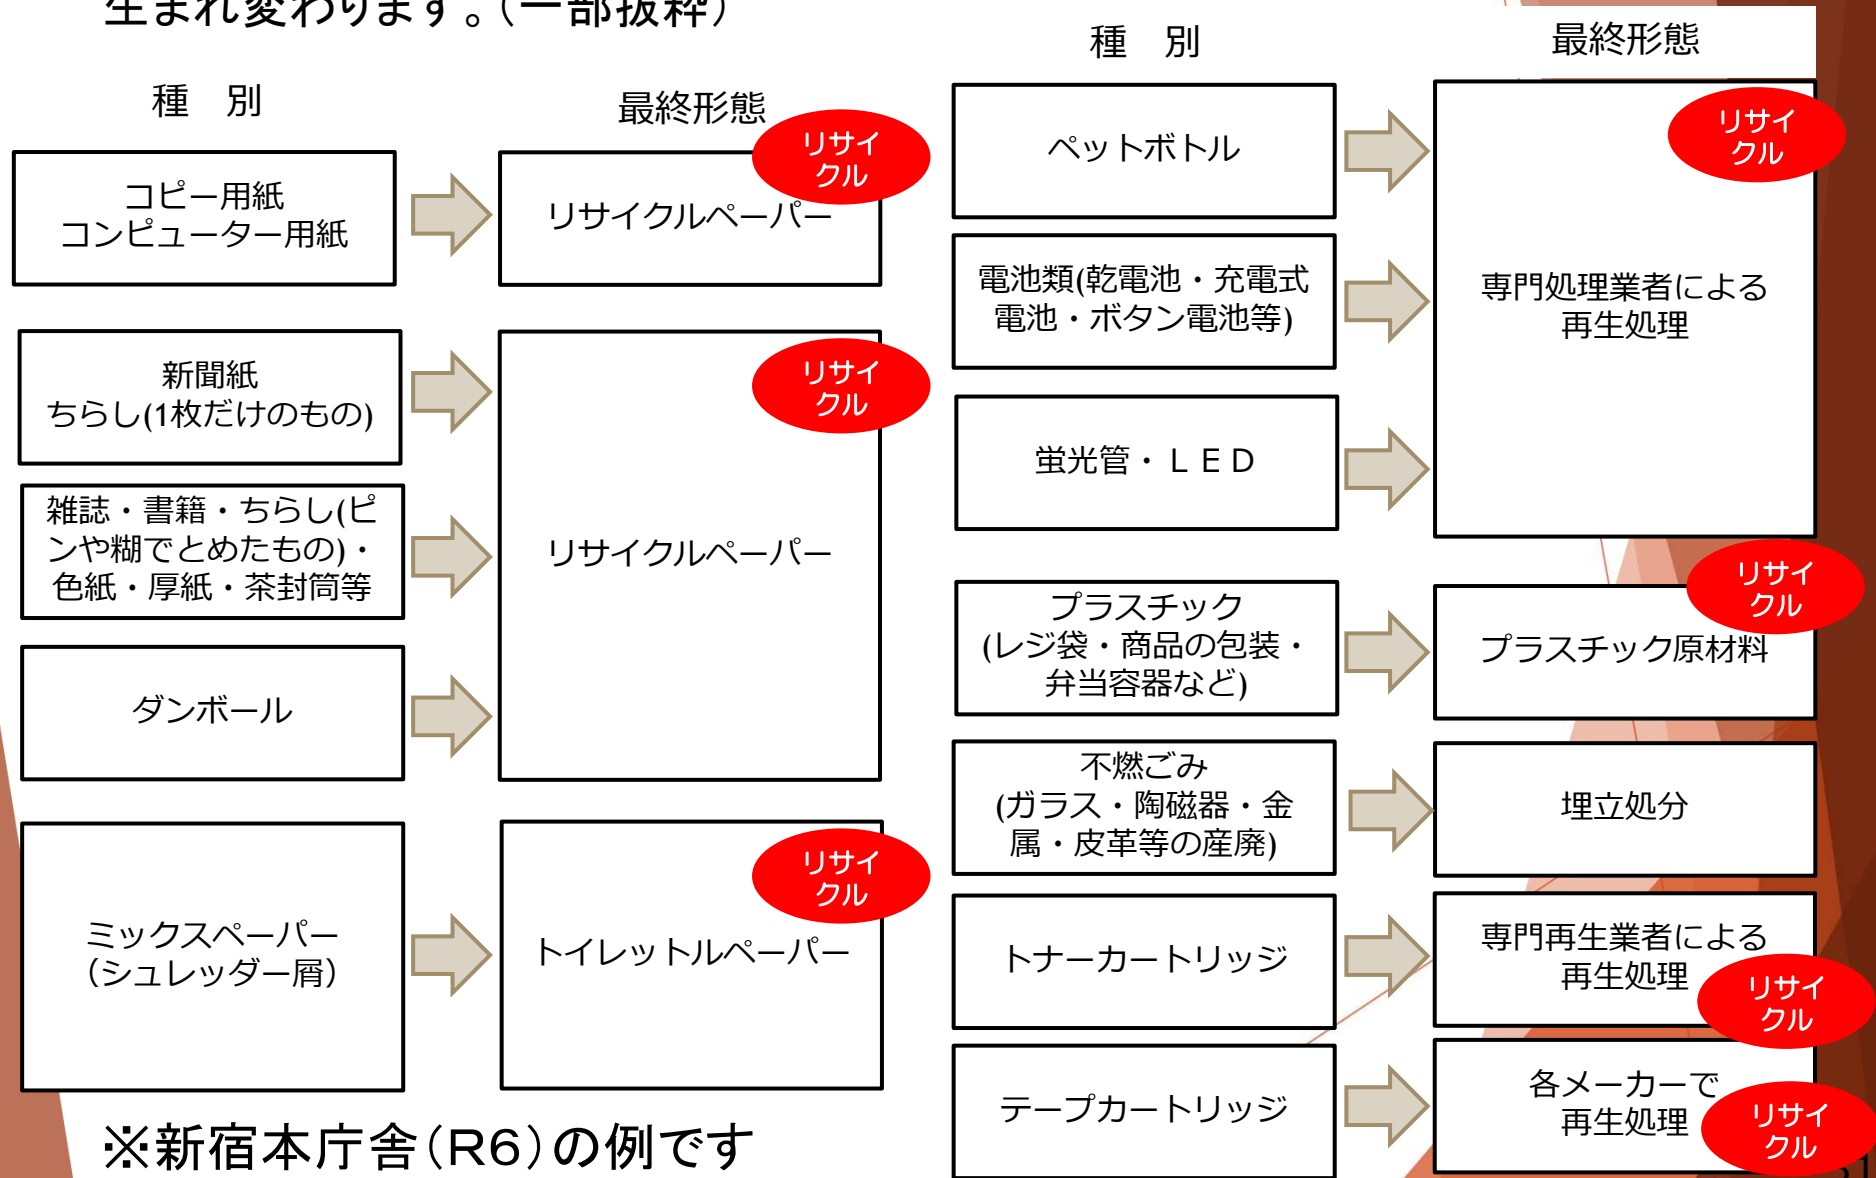 生まれ変わります。（一部抜粋）
種　別
最終形態
コピー用紙
コンピューター用紙
リサイクルペーパー
リサイ
クル
新聞紙
ちらし(1枚だけのもの)
雑誌・書籍・ちらし(ピ
ンや糊でとめたもの)・
色紙・厚紙・茶封筒等
ダンボール
リサイクルペーパー
リサイ
クル
ミックスペーパー
（シュレッダー屑）
トイレットルペーパー
リサイ
クル
※新宿本庁舎（R6）の例です
種　別
最終形態
ペットボトル
電池類(乾電池・充電式
電池・ボタン電池等)
蛍光管・ＬＥＤ
専門処理業者による
再生処理
リサイ
クル
プラスチック
(レジ袋・商品の包装・
弁当容器など)
プラスチック原材料
リサイ
クル
不燃ごみ
(ガラス・陶磁器・金
属・皮革等の産廃)
埋立処分
トナーカートリッジ
専門再生業者による
再生処理
リサイ
クル
テープカートリッジ
各メーカーで
再生処理
リサイ
クル